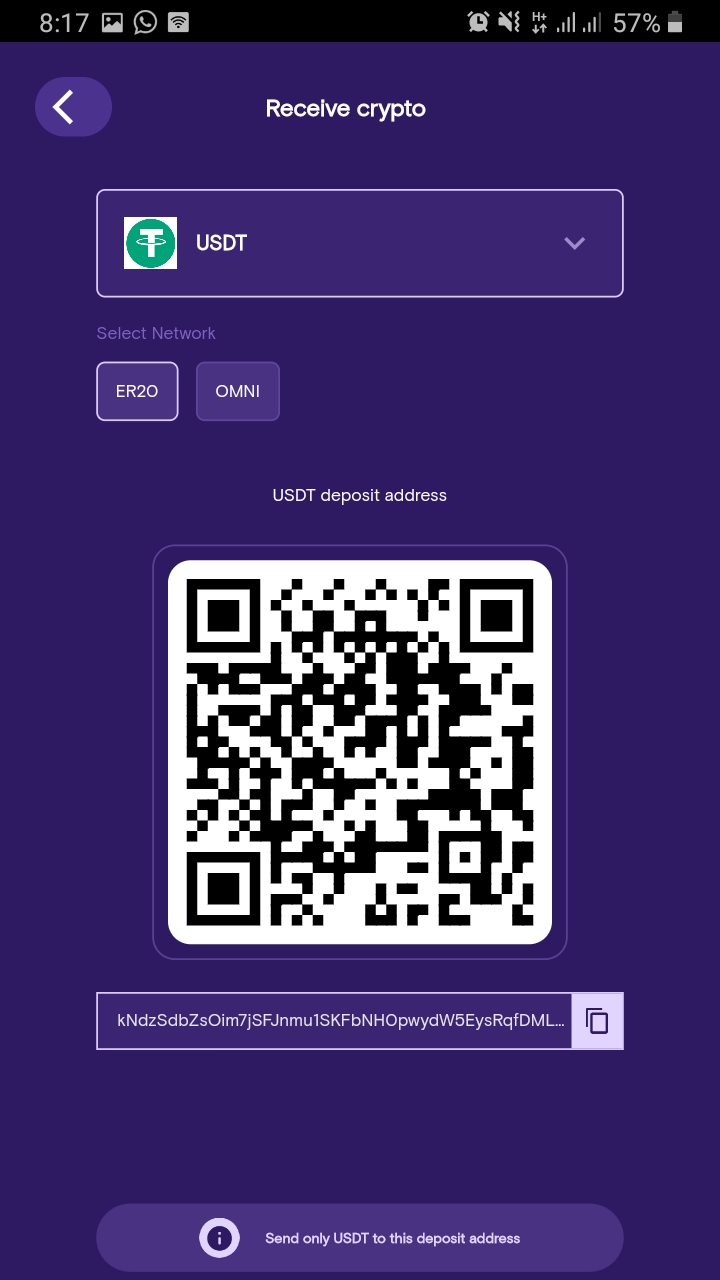 8:17 57%
Receive crypto
USDT
Select Network
ER20 OMNI
USDT deposit address
kNdzSdbZsOim7jSFJnmu1SKFbNHOpwydW5EysRqfDML...
Send only USDT to this deposit address